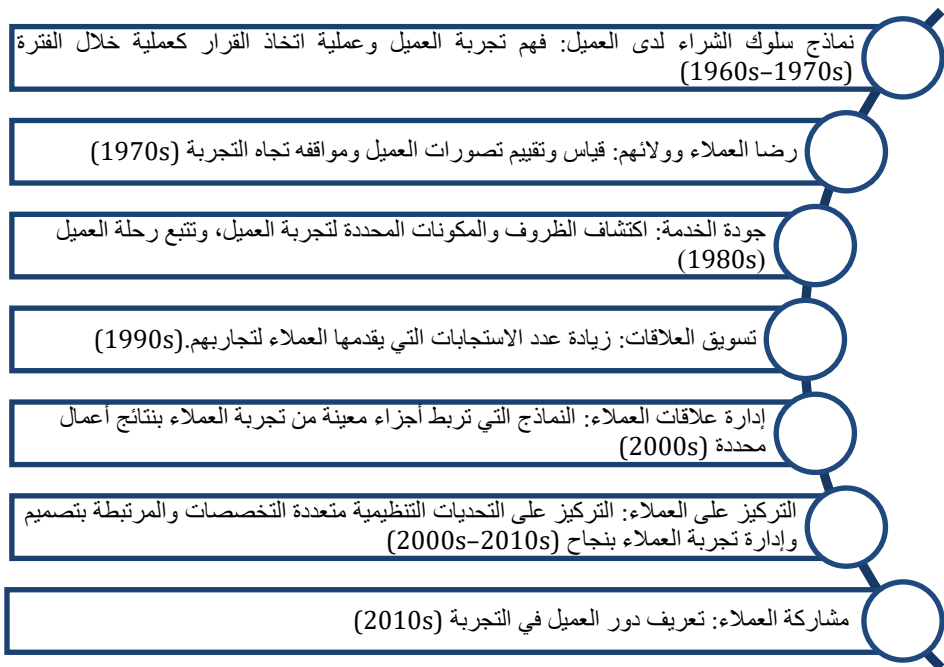 نماذج سلوك الشراء لدى العميل: فهم تجربة العميل وعملية اتخاذ القرار كعملية خلال الفترة
(1960s–1970s)
رضا العملاء وولائهم: قياس وتقييم تصورات العميل ومواقفه تجاه التجربة (1970s)
جودة الخدمة: اكتشاف الظروف والمكونات المحددة لتجربة العميل، وتتبع رحلة العميل
(1980s)
تسويق العلاقات: زيادة عدد الاستجابات التي يقدمها العملاء لتجاربهم.(1990s)
إدارة علاقات العملاء: النماذج التي تربط أجزاء معينة من تجربة العملاء بنتائج أعمال
محددة (2000s)
التركيز على العملاء: التركيز على التحديات التنظيمية متعددة التخصصات والمرتبطة بتصميم
وإدارة تجربة العملاء بنجاح (2000s–2010s)
مشاركة العملاء: تعريف دور العميل في التجربة (2010s)